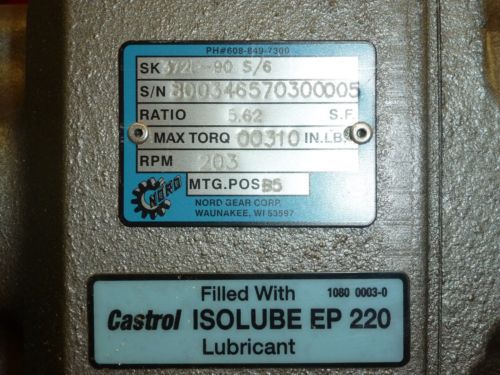 PH#608-849-7300
SK S/6
S/N 800346570300005
RATIO 5.62 S.F
MAX TORQ 00310 IN.LB.
RPM 203
NORD MTG.POS B5
NORD GEAR CORP.
WAUNAKEE, WI 53597
Filled With 1080 0003-0
Castrol ISOLUBE EP 220
Lubricant